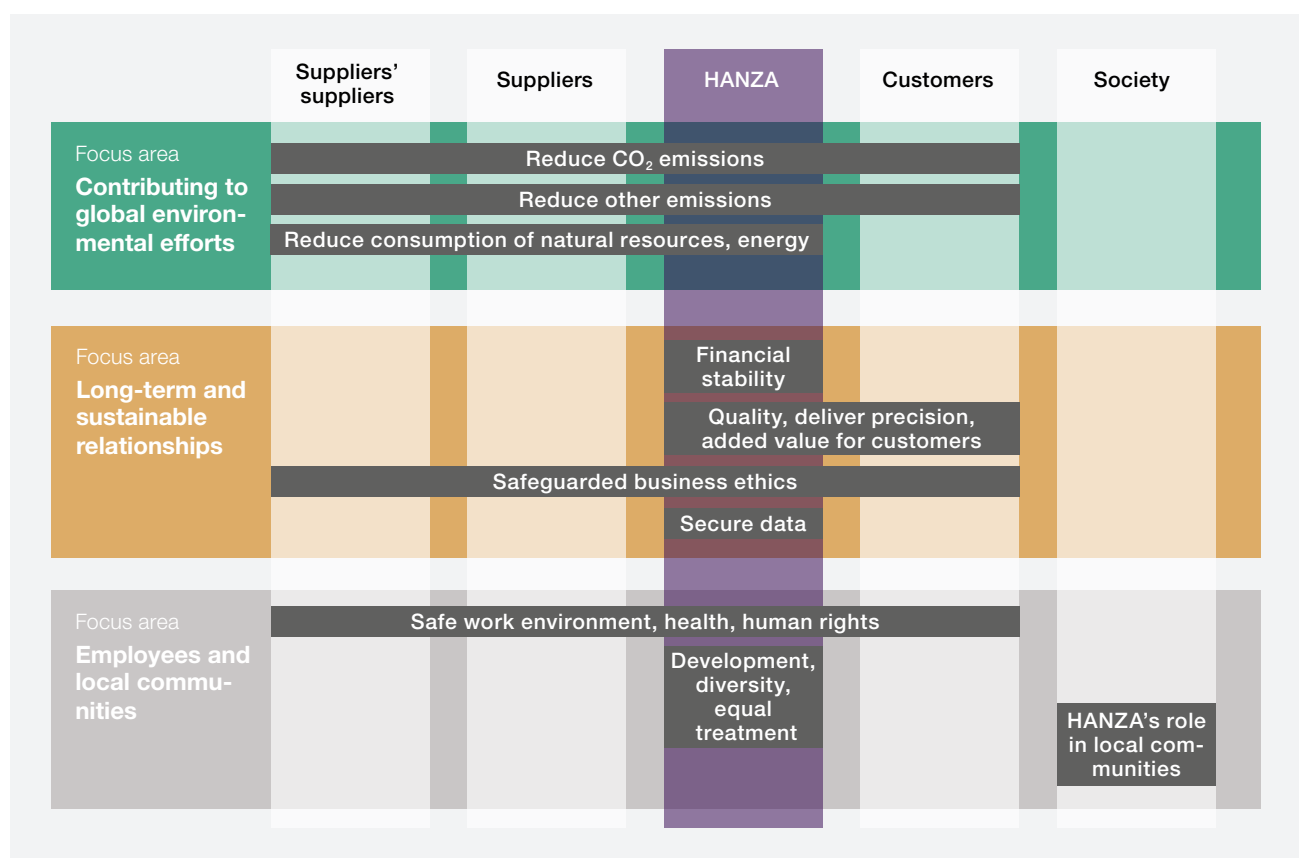 Suppliers’
suppliers
Suppliers
HANZA
Customers
Society
Focus area
Contributing to
global environ-
mental efforts
Reduce CO₂ emissions
Reduce other emissions
Reduce consumption of natural resources, energy
Focus area
Long-term and
sustainable
relationships
Financial
stability
Quality, deliver precision,
added value for customers
Safeguarded business ethics
Secure data
Focus area
Employees and
local commu-
nities
Safe work environment, health, human rights
Development,
diversity,
equal
treatment
HANZA’s role
in local com-
munities